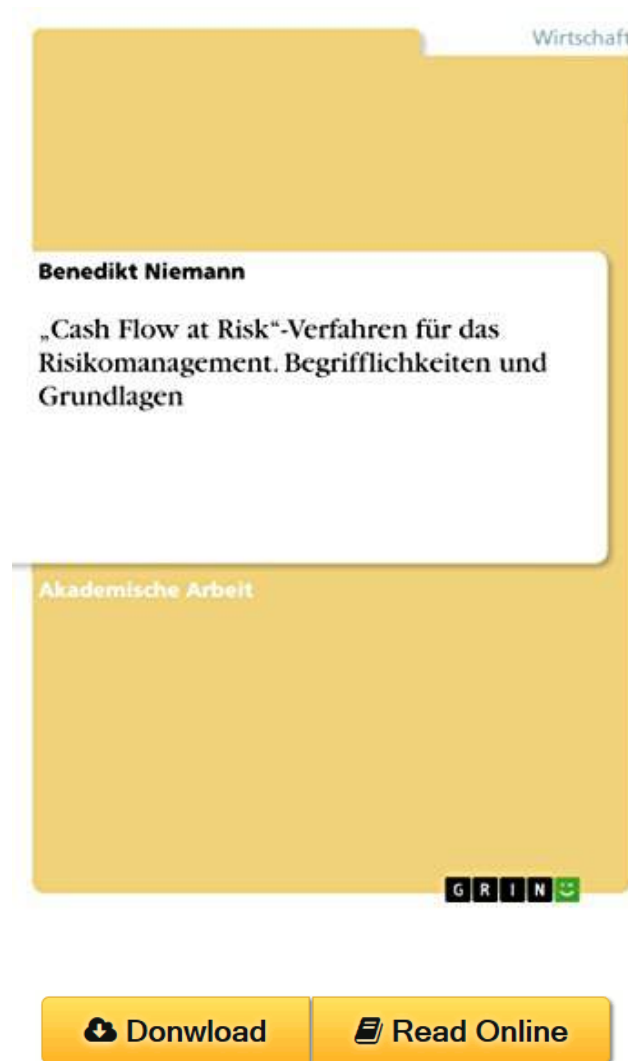 Wirtschaft
Benedikt Niemann
„Cash Flow at Risk“-Verfahren für das
Risikomanagement. Begrifflichkeiten und
Grundlagen
Akademische Arbeit
GRIN
Donwload Read Online